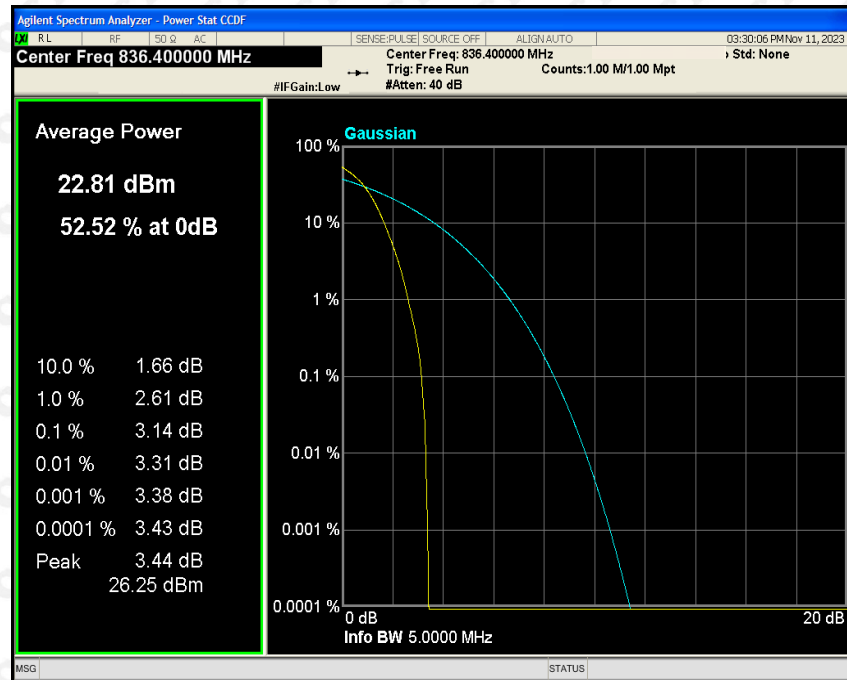 Agilent Spectrum Analyzer - Power Stat CCDF
LXI RL RF 50 Ω AC SENSE:PULSE SOURCE OFF ALIGN AUTO 03:30:06 PM Nov 11, 2023
Center Freq 836.400000 MHz
Center Freq: 836.400000 MHz
Std: None
Trig: Free Run
Counts:1.00 M/1.00 Mpt
#IFGain:Low
#Atten: 40 dB
Average Power
22.81 dBm
52.52 % at 0dB
10.0 % 1.66 dB
1.0 % 2.61 dB
0.1 % 3.14 dB
0.01 % 3.31 dB
0.001 % 3.38 dB
0.0001 % 3.43 dB
Peak 3.44 dB
26.25 dBm
Gaussian
100 %
10 %
1 %
0.1 %
0.01 %
0.001 %
0.0001 %
0 dB
20 dB
Info BW 5.0000 MHz
MSG
STATUS